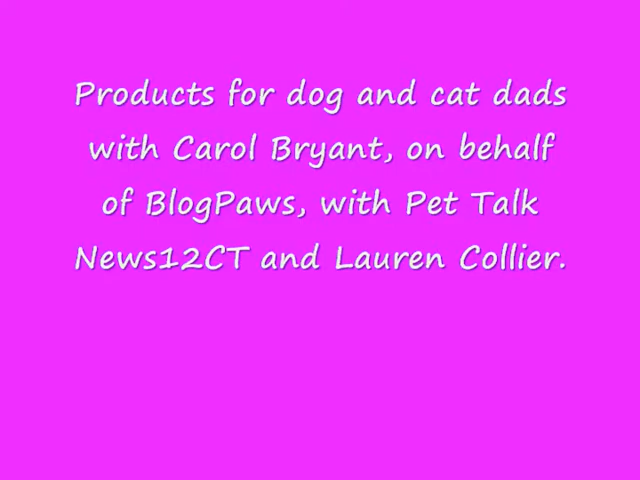 Products for dog and cat dads
with Carol Bryant, on behalf
of BlogPaws, with Pet Talk
News12CT and Lauren Collier.